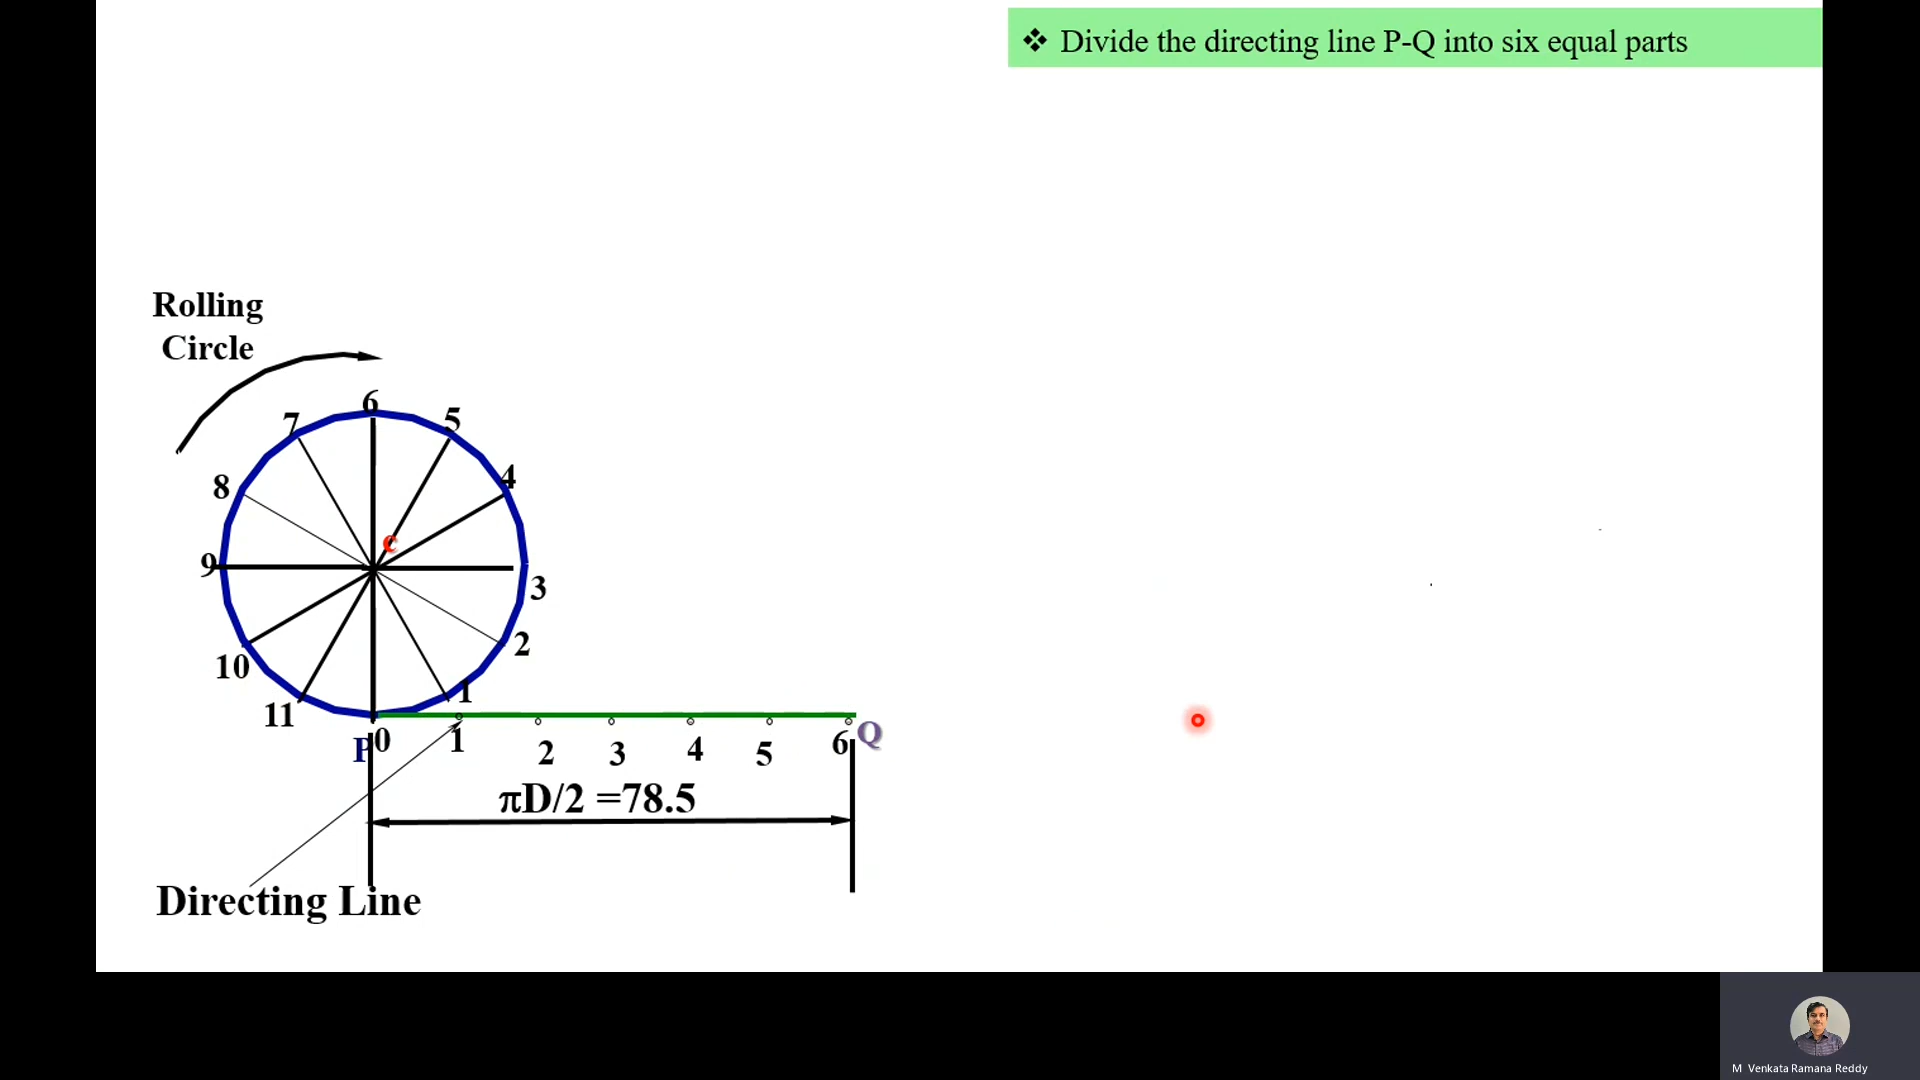 ❖ Divide the directing line P-Q into six equal parts
Rolling
Circle
6
7
5
8
4
c
9
3
2
10
1
11
P
0
1
2
3
4
5
6
Q
πD/2 =78.5
Directing Line
M Venkata Ramana Reddy